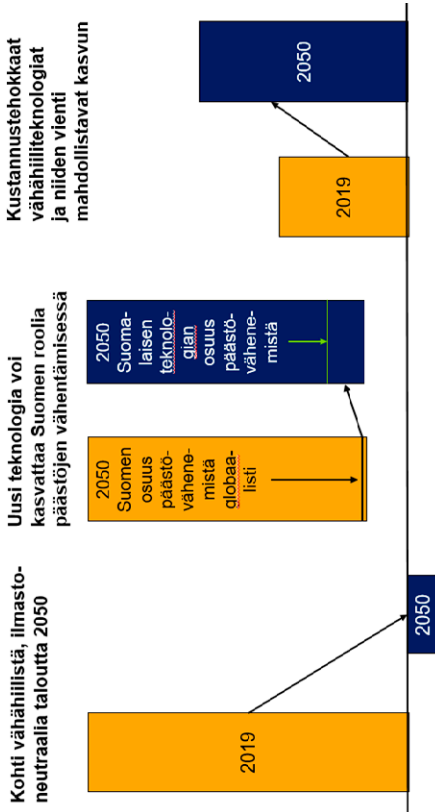 Kohti vähähiilistä, ilmasto-
neutraalia taloutta 2050
2019
2050
Uusi teknologia voi
kasvattaa Suomen roolia
päästöjen vähentämisessä
2050
Suomen
osuus
päästö-
vähene-
mistä
globaa-
listi
2050
Suoma-
laisen
teknolo-
gian
osuus
päästö-
vähene-
mistä
Kustannustehokkaat
vähähiiliteknologiat
ja niiden vienti
mahdollistavat kasvun
2019
2050